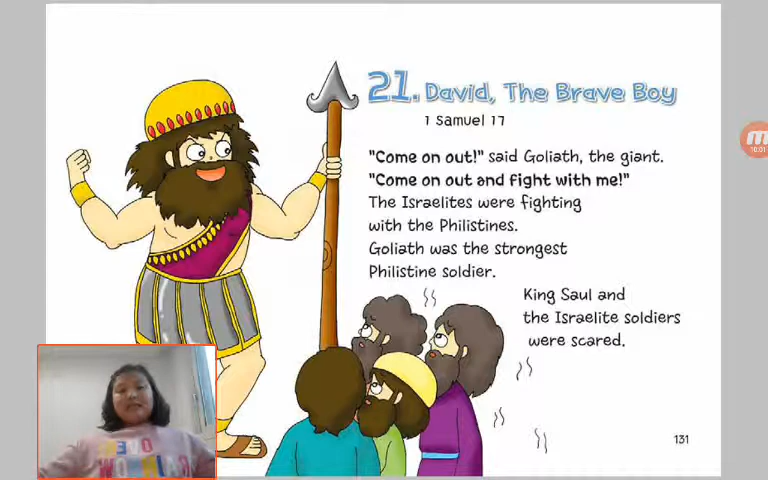 21. David, The Brave Boy
1 Samuel 17
"Come on out!" said Goliath, the giant.
"Come on out and fight with me!"
The Israelites were fighting
with the Philistines.
Goliath was the strongest
Philistine soldier.
King Saul and
the Israelite soldiers
were scared.
131
10:01